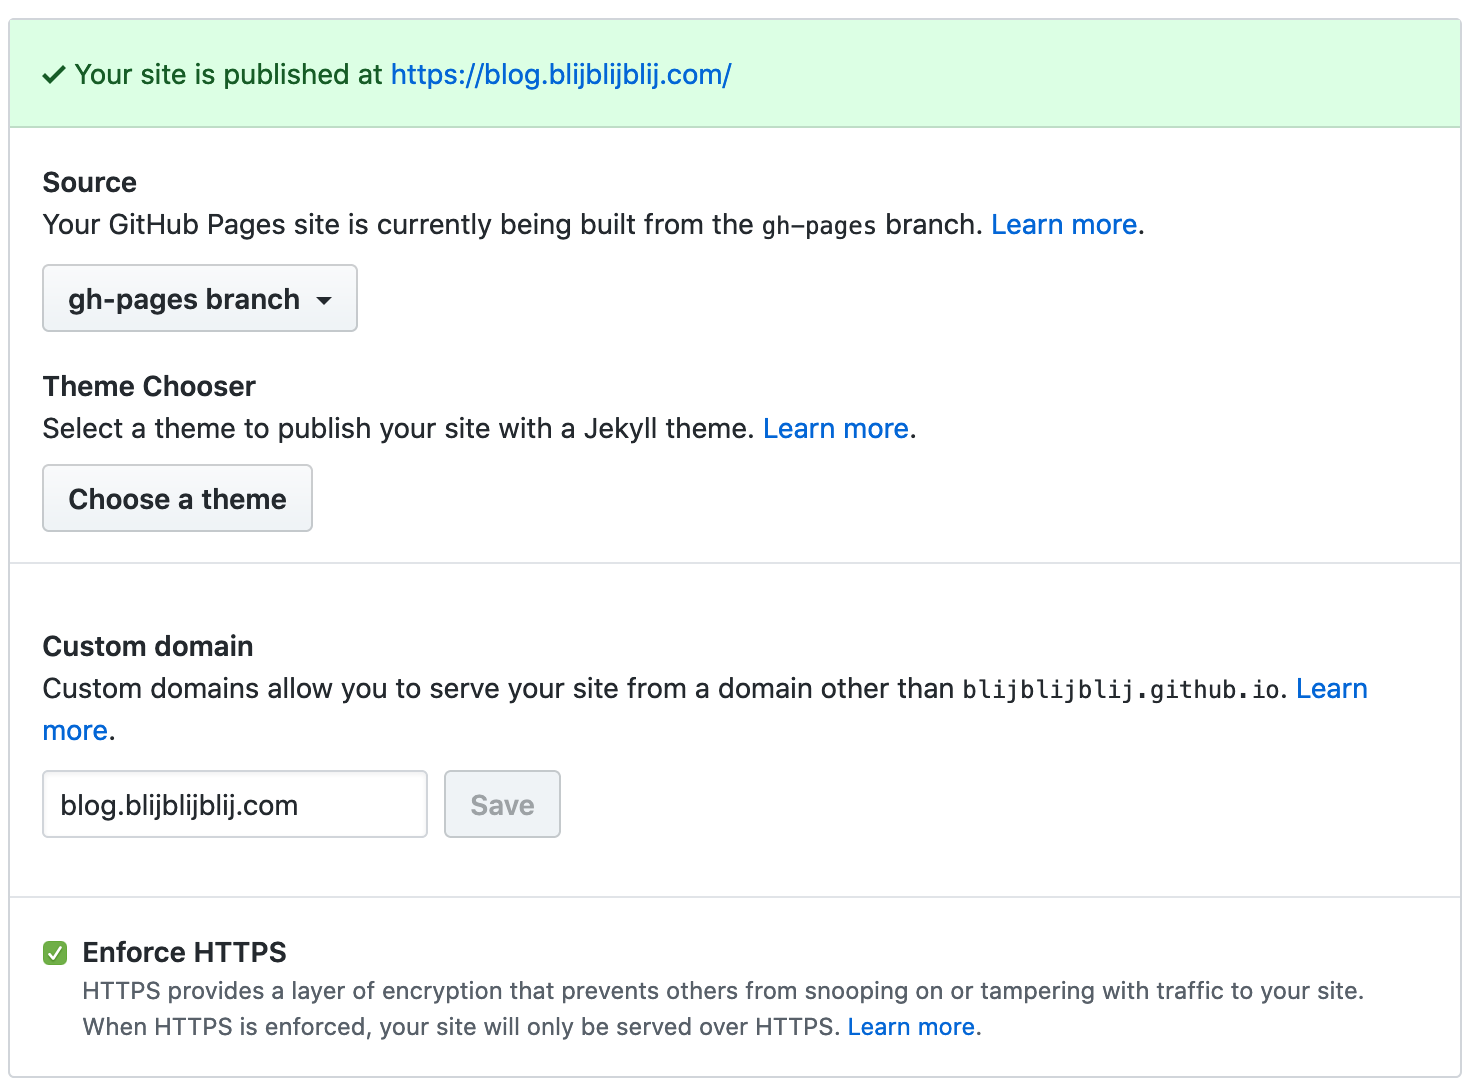 Your site is published at https://blog.blijblijblij.com/
Source
Your GitHub Pages site is currently being built from the gh-pages branch. Learn more.
gh-pages branch
Theme Chooser
Select a theme to publish your site with a Jekyll theme. Learn more.
Choose a theme
Custom domain
Custom domains allow you to serve your site from a domain other than blijblijblij.github.io. Learn
more.
blog.blijblijblij.com Save
Enforce HTTPS
HTTPS provides a layer of encryption that prevents others from snooping on or tampering with traffic to your site.
When HTTPS is enforced, your site will only be served over HTTPS. Learn more.